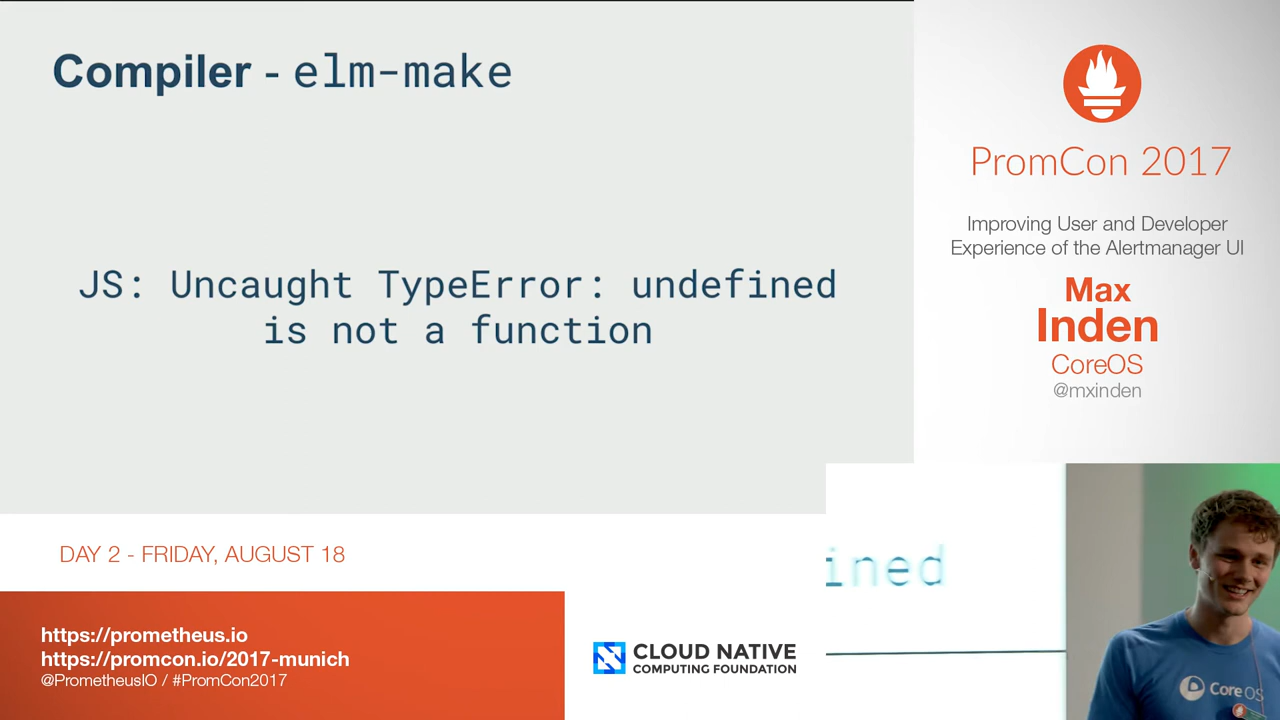 Compiler - elm-make
JS: Uncaught TypeError: undefined
is not a function
PromCon 2017
Improving User and Developer
Experience of the Alertmanager UI
Max
Inden
CoreOS
@mxinden
DAY 2 - FRIDAY, AUGUST 18
https://prometheus.io
https://promcon.io/2017-munich
@PrometheusIO / #PromCon2017
CLOUD NATIVE
COMPUTING FOUNDATION
ined
Core OS